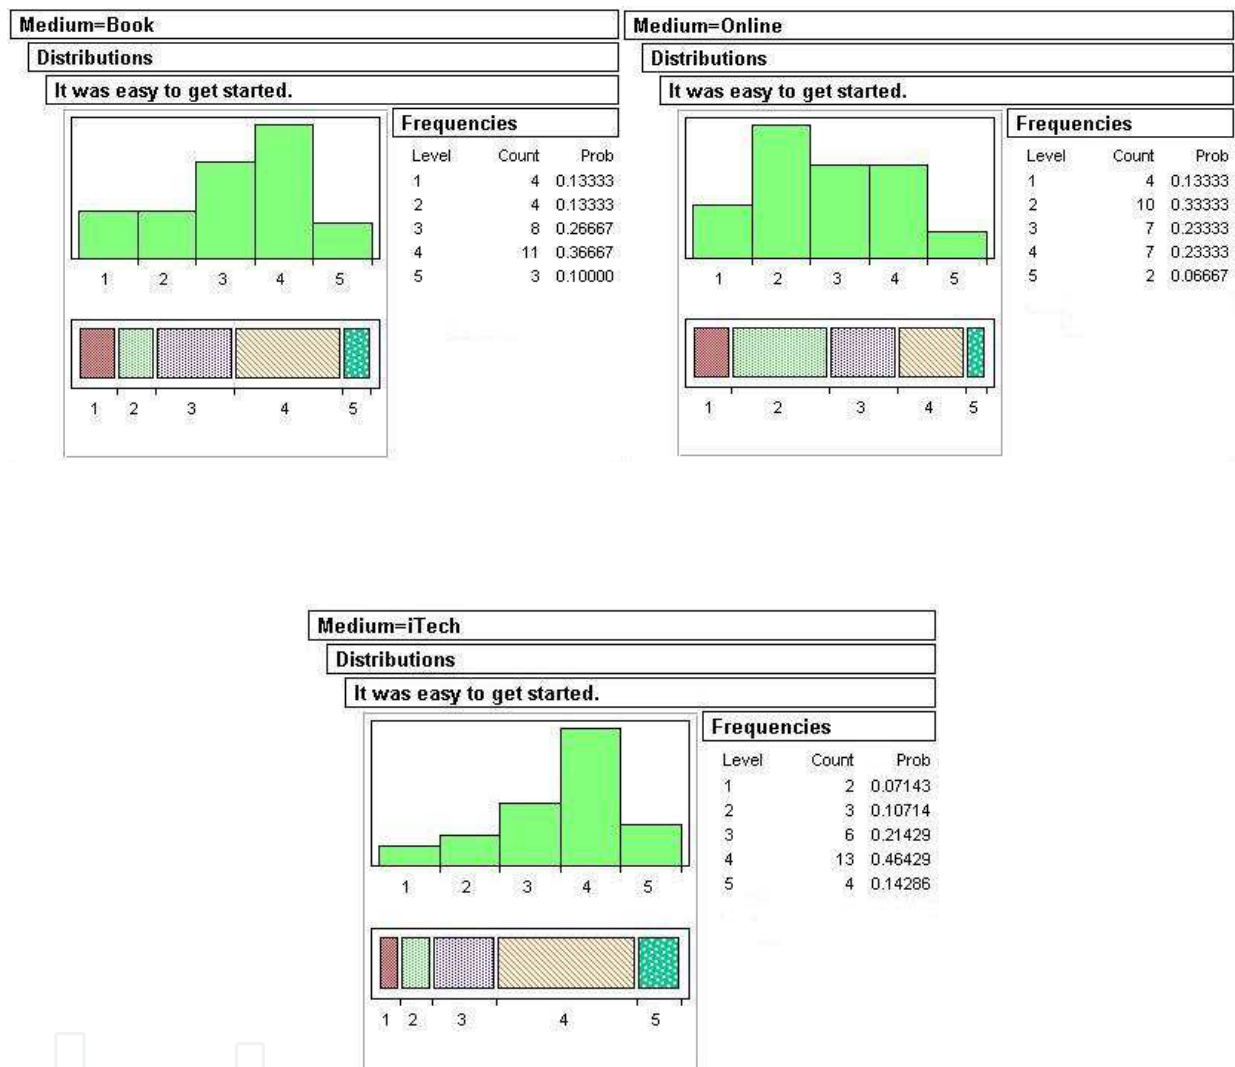 Medium=Book
Distributions
It was easy to get started.
Frequencies
Level Count Prob
1 4 0.13333
2 4 0.13333
3 8 0.26667
4 11 0.36667
5 3 0.10000
1 2 3 4 5
1 2 3 4 5
Medium=Online
Distributions
It was easy to get started.
Frequencies
Level Count Prob
1 4 0.13333
2 10 0.33333
3 7 0.23333
4 7 0.23333
5 2 0.06667
1 2 3 4 5
1 2 3 4 5
Medium=iTech
Distributions
It was easy to get started.
Frequencies
Level Count Prob
1 2 0.07143
2 3 0.10714
3 6 0.21429
4 13 0.46429
5 4 0.14286
1 2 3 4 5
1 2 3 4 5